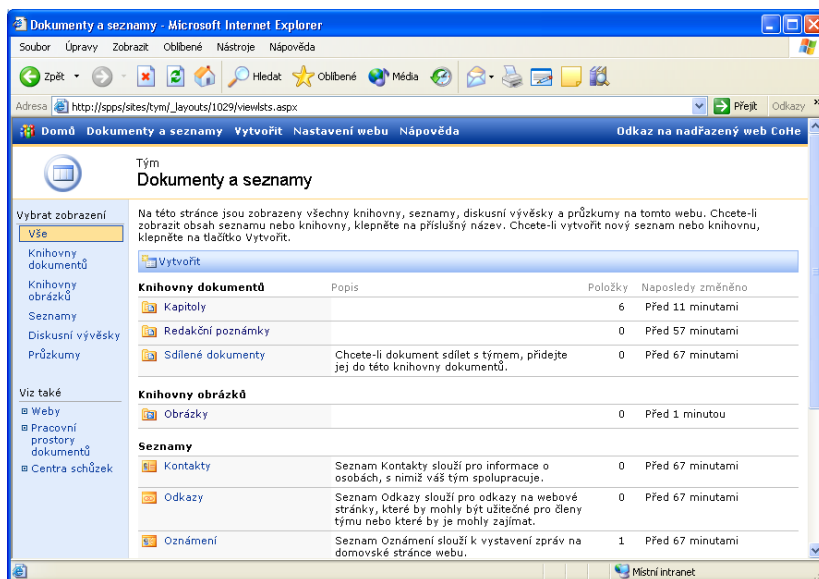 Dokumenty a seznamy - Microsoft Internet Explorer
Soubor Úpravy Zobrazit Oblíbené Nástroje Nápověda
Zpět Hledat Oblíbené Média
Adresa http://spps/sites/tym/_layouts/1029/viewlsts.aspx Přejít Odkazy »
Domů Dokumenty a seznamy Vytvořit Nastavení webu Nápověda Odkaz na nadřazený web CoHe
Tým
Dokumenty a seznamy
Vybrat zobrazení
Vše
Knihovny
dokumentů
Knihovny
obrázků
Seznamy
Diskusní vývěsky
Průzkumy
Viz také
Weby
Pracovní
prostory
dokumentů
Centra schůzek
Na této stránce jsou zobrazeny všechny knihovny, seznamy, diskusní vývěsky a průzkumy na tomto webu. Chcete-li
zobrazit obsah seznamu nebo knihovny, klepněte na příslušný název. Chcete-li vytvořit nový seznam nebo knihovnu,
klepněte na tlačítko Vytvořit.
Vytvořit
Knihovny dokumentů Popis Položky Naposledy změněno
Kapitoly 6 Před 11 minutami
Redakční poznámky 0 Před 57 minutami
Sdílené dokumenty Chcete-li dokument sdílet s týmem, přidejte 0 Před 67 minutami
jej do této knihovny dokumentů.
Knihovny obrázků
Obrázky 0 Před 1 minutou
Seznamy
Kontakty Seznam Kontakty slouží pro informace o 0 Před 67 minutami
osobách, s nimiž váš tým spolupracuje.
Odkazy Seznam Odkazy slouží pro odkazy na webové 0 Před 67 minutami
stránky, které by mohly být užitečné pro členy
týmu nebo které by je mohly zajímat.
Oznámení Seznam Oznámení slouží k vystavení zpráv na 1 Před 67 minutami
domovské stránce webu.
Místní intranet